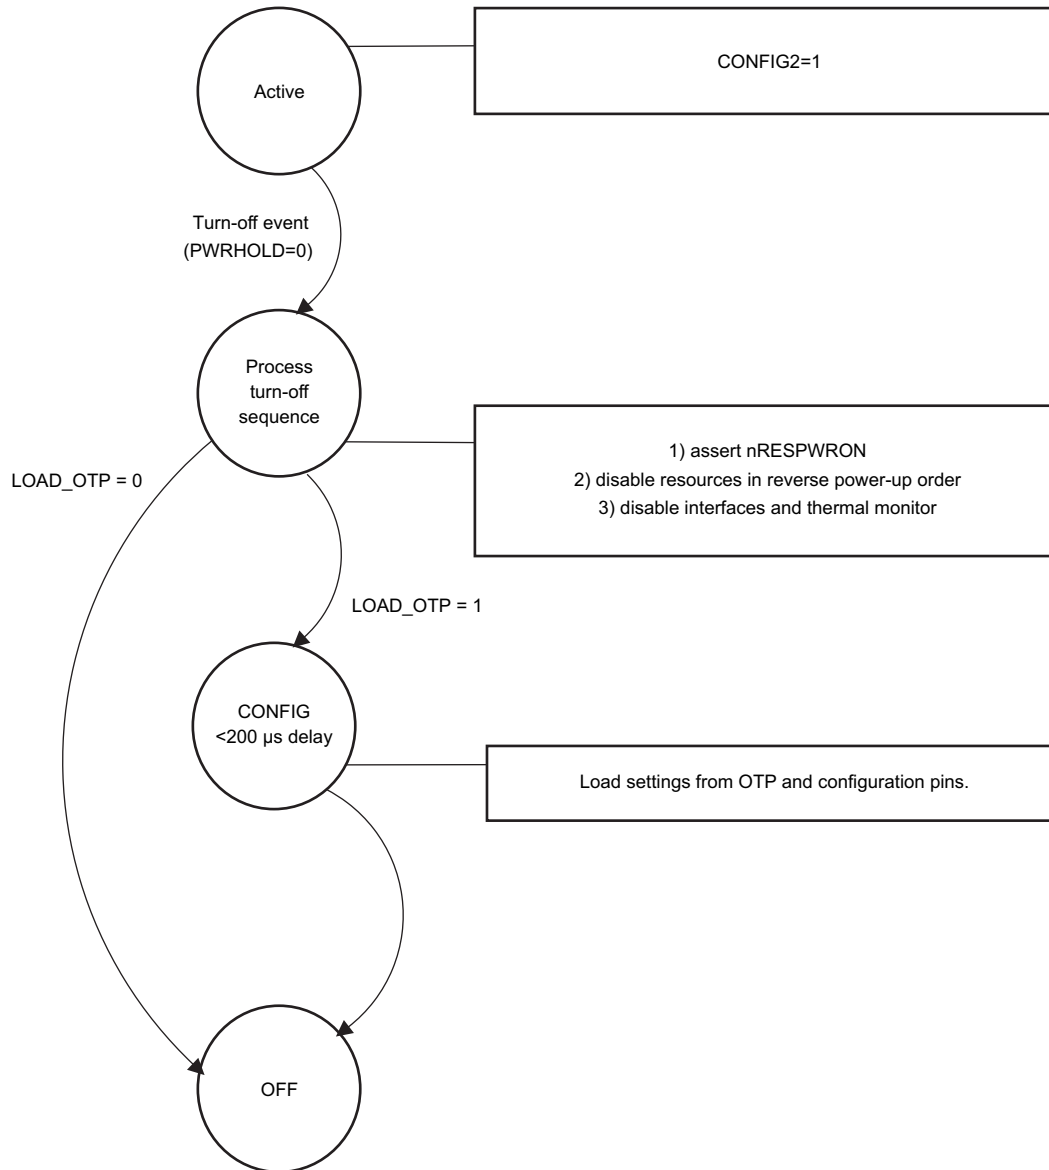 Active
CONFIG2=1
Turn-off event
(PWRHOLD=0)
Process
turn-off
sequence
1) assert nRESPWRON
2) disable resources in reverse power-up order
3) disable interfaces and thermal monitor
LOAD_OTP = 0
LOAD_OTP = 1
CONFIG
<200 µs delay
Load settings from OTP and configuration pins.
OFF